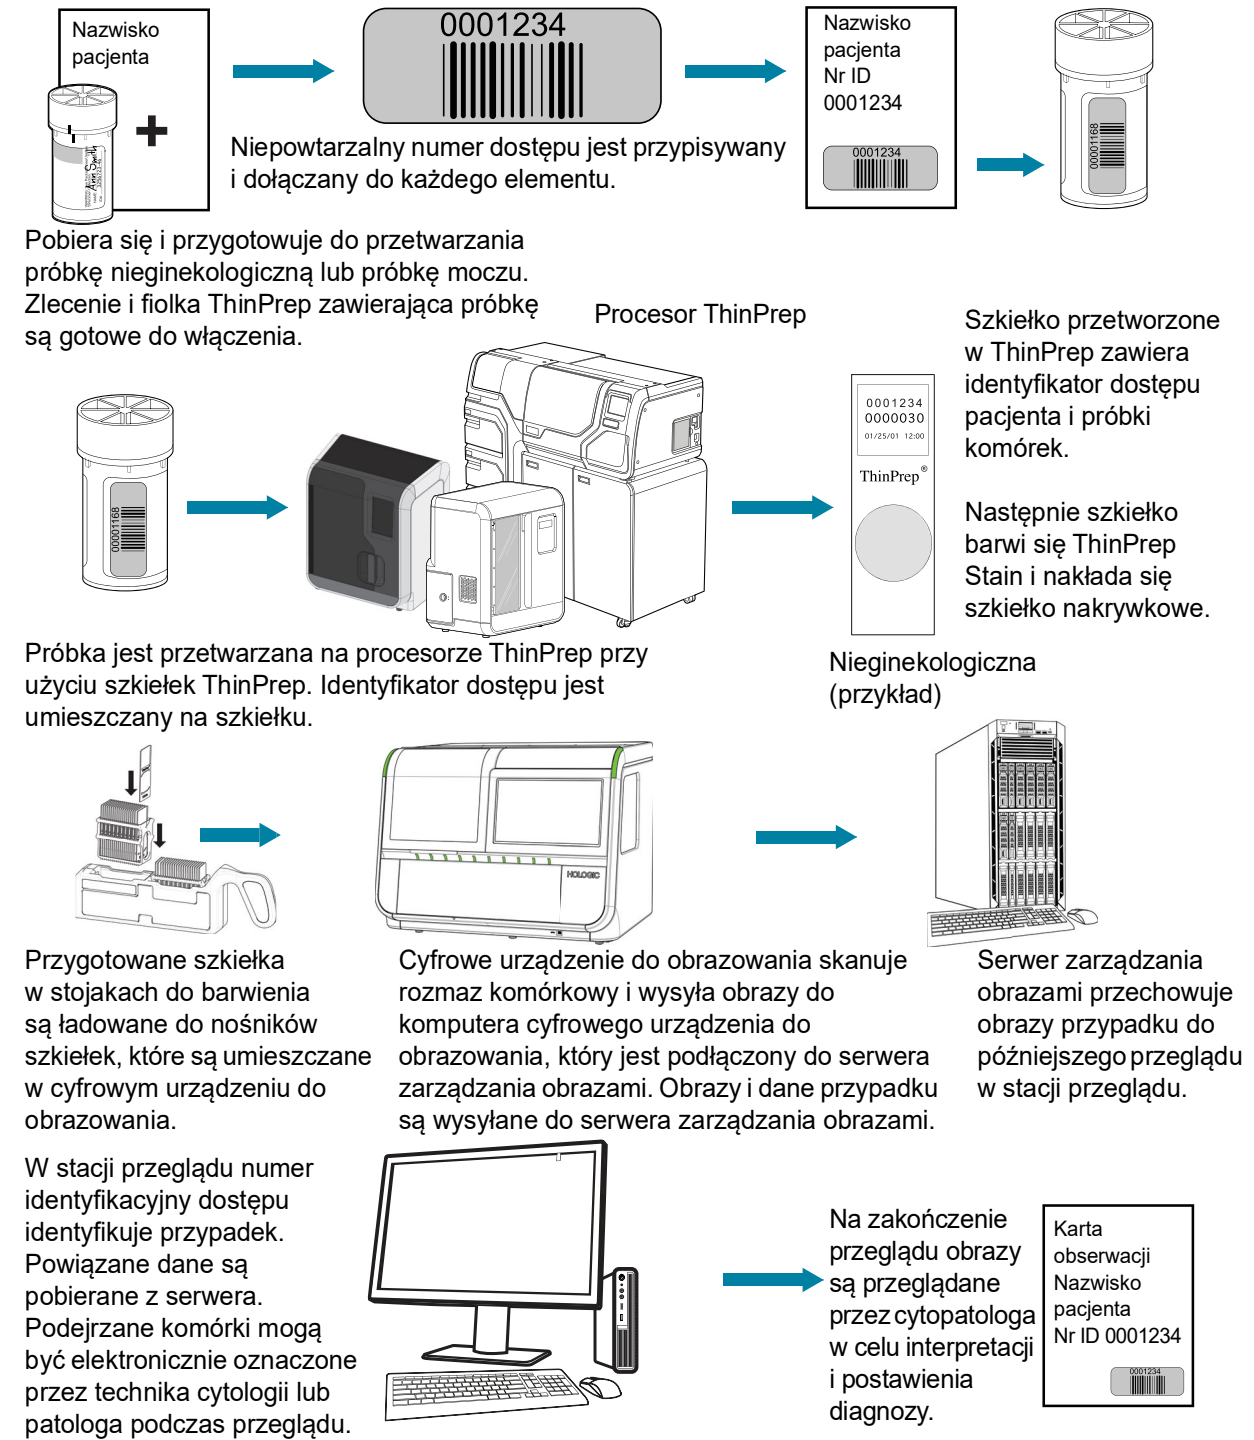 Nazwisko
pacjenta
Ann Smith
0001234
Niepowtarzalny numer dostępu jest przypisywany
i dołączany do każdego elementu.
Nazwisko
pacjenta
Nr ID
0001234
0001234
00001168
Pobiera się i przygotowuje do przetwarzania
próbkę nieginekologiczną lub próbkę moczu.
Zlecenie i fiolka ThinPrep zawierająca próbkę
są gotowe do włączenia.
Procesor ThinPrep
00001168
0001234
0000030
01/25/01 12:00
ThinPrep®
Szkiełko przetworzone
w ThinPrep zawiera
identyfikator dostępu
pacjenta i próbki
komórek.
Następnie szkiełko
barwi się ThinPrep
Stain i nakłada się
szkiełko nakrywkowe.
Próbka jest przetwarzana na procesorze ThinPrep przy
użyciu szkiełek ThinPrep. Identyfikator dostępu jest
umieszczany na szkiełku.
Nieginekologiczna
(przykład)
HOLOGIC
Przygotowane szkiełka
w stojakach do barwienia
są ładowane do nośników
szkiełek, które są umieszczane
w cyfrowym urządzeniu do
obrazowania.
Cyfrowe urządzenie do obrazowania skanuje
rozmaz komórkowy i wysyła obrazy do
komputera cyfrowego urządzenia do
obrazowania, który jest podłączony do serwera
zarządzania obrazami. Obrazy i dane przypadku
są wysyłane do serwera zarządzania obrazami.
Serwer zarządzania
obrazami przechowuje
obrazy przypadku do
późniejszego przeglądu
w stacji przeglądu.
W stacji przeglądu numer
identyfikacyjny dostępu
identyfikuje przypadek.
Powiązane dane są
pobierane z serwera.
Podejrzane komórki mogą
być elektronicznie oznaczone
przez technika cytologii lub
patologa podczas przeglądu.
Na zakończenie
przeglądu obrazy
są przeglądane
przez cytopatologa
w celu interpretacji
i postawienia
diagnozy.
Karta
obserwacji
Nazwisko
pacjenta
Nr ID 0001234
0001234